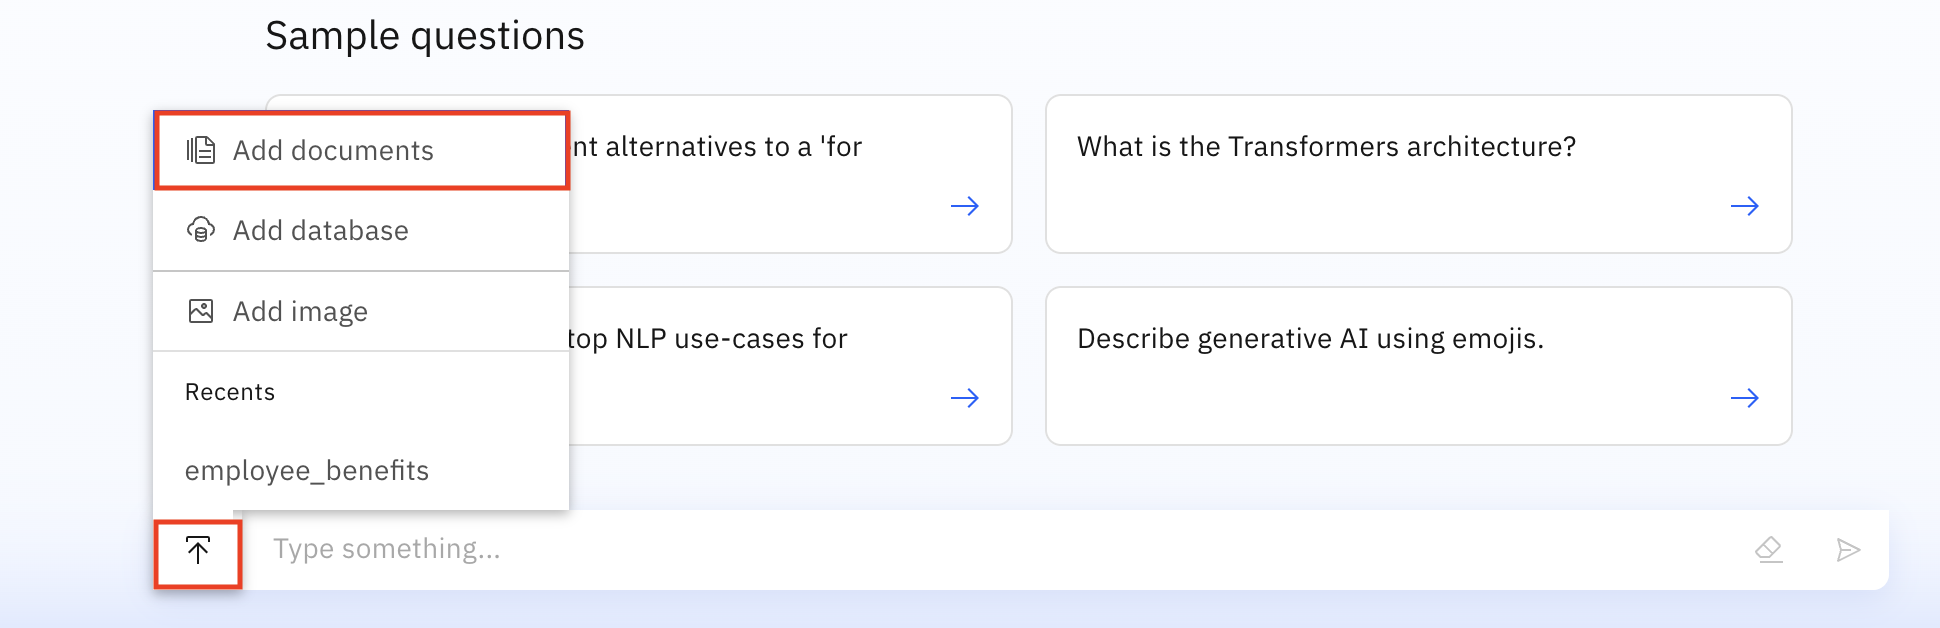 Sample questions
Add documents
Add database
Add image
Recents
employee_benefits
alternatives to a 'for
What is the Transformers architecture?
top NLP use-cases for
Describe generative AI using emojis.
Type something...